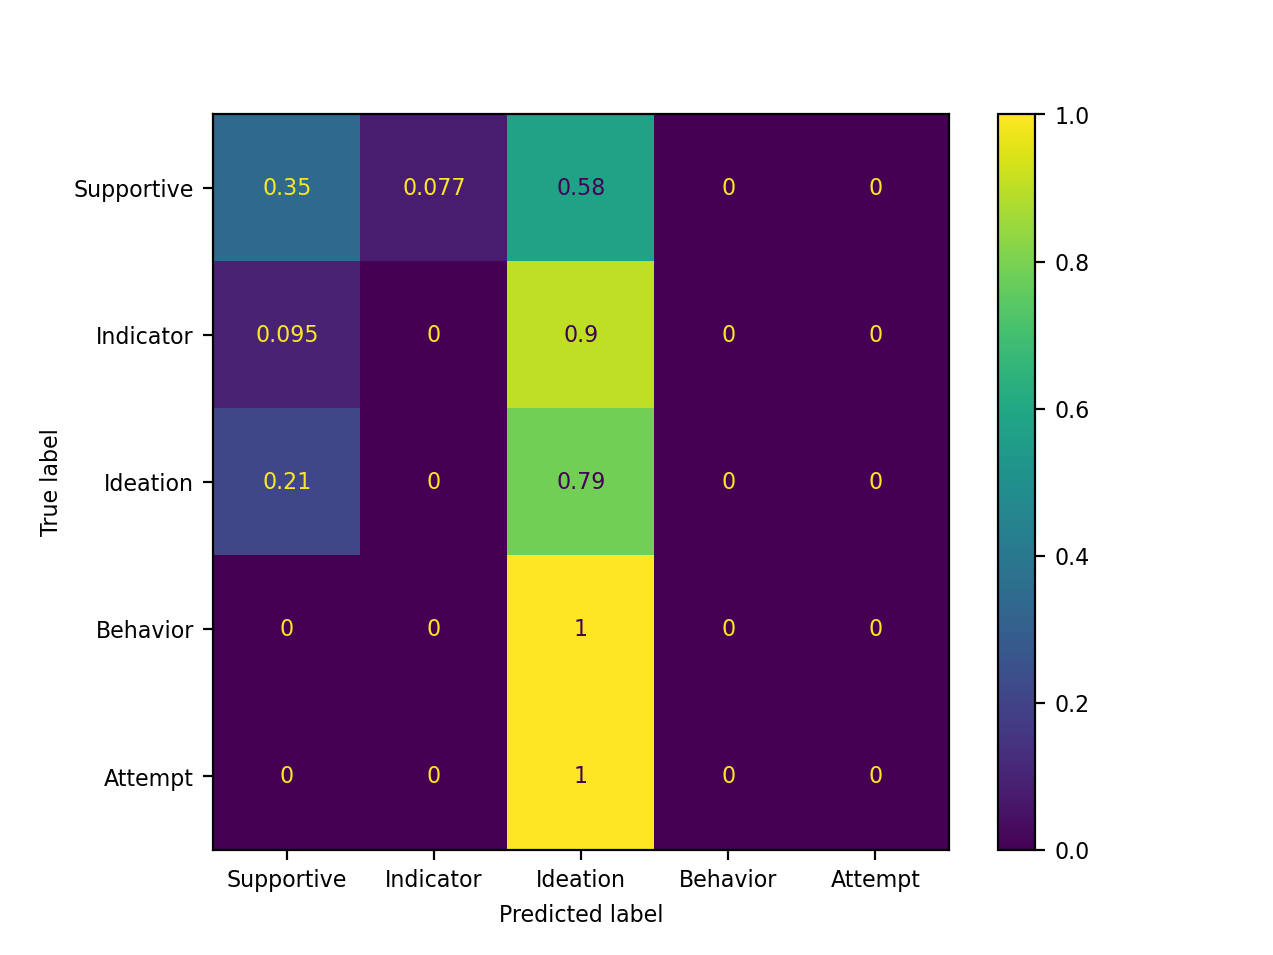 1.0
Supportive 0.35 0.077 0.58 0 0
0.8
Indicator 0.095 0 0.9 0 0
0.6
True label
Ideation 0.21 0 0.79 0 0
0.4
Behavior 0 0 1 0 0
0.2
Attempt 0 0 1 0 0
0.0
Supportive Indicator Ideation Behavior Attempt
Predicted label